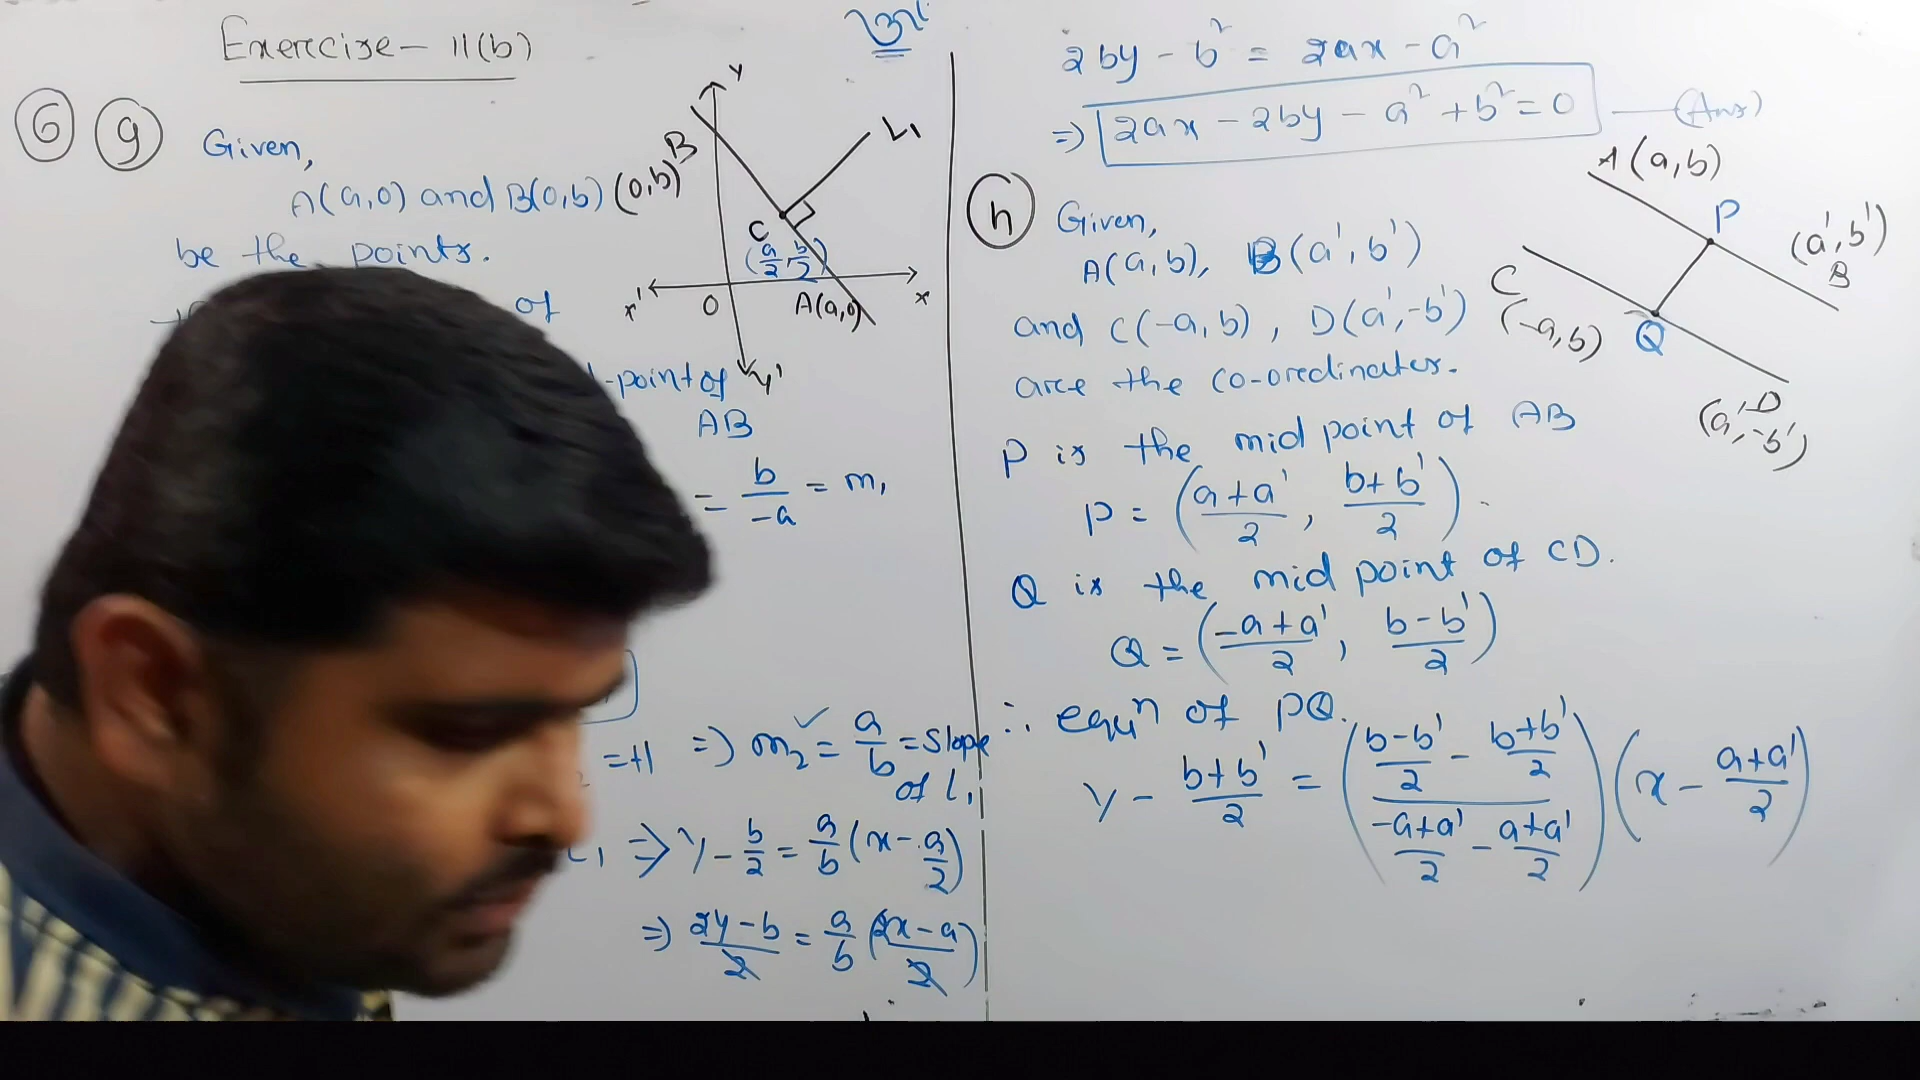 Exercise - 11(b)
6 g Given,
A(a,0) and B(0,b)
be the points.
of
-point of
AB
= b/-a = m₁
=+1 => m₂ = a/b = slope
of L₁
=> y - b/2 = a/b (x - a/2)
=> (2y-b)/2 = a/b ((2x-a)/2)
Y
B
(0,b)
L₁
C
(a/2, b/2)
x'
O
A(a,0)
x
y'
2by - b² = 2ax - a²
=> 2ax - 2by - a² + b² = 0 — (Ans)
h Given,
A(a,b), B(a',b')
and C(-a,b), D(a',-b')
are the co-ordinates.
P is the mid point of AB
P = ((a+a')/2, (b+b')/2)
Q is the mid point of CD.
Q = ((-a+a')/2, (b-b')/2)
∴ equⁿ of PQ.
y - (b+b')/2 = (((b-b')/2 - (b+b')/2)/((-a+a')/2 - (a+a')/2)) (x - (a+a')/2)
A(a,b)
P
(a',b')
B
C
(-a,b)
Q
D
(a',-b')